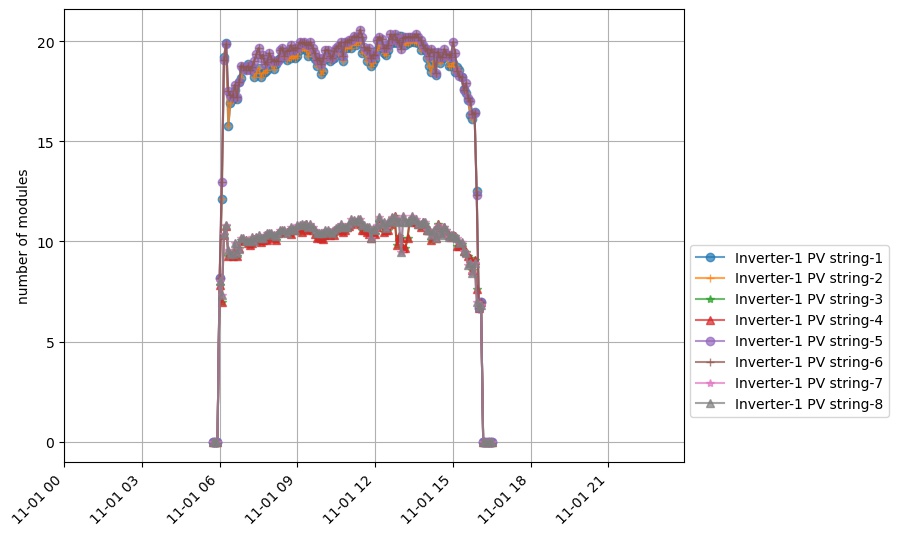 20
15
10
5
0
number of modules
11-01 00
11-01 03
11-01 06
11-01 09
11-01 12
11-01 15
11-01 18
11-01 21
Inverter-1 PV string-1
Inverter-1 PV string-2
Inverter-1 PV string-3
Inverter-1 PV string-4
Inverter-1 PV string-5
Inverter-1 PV string-6
Inverter-1 PV string-7
Inverter-1 PV string-8